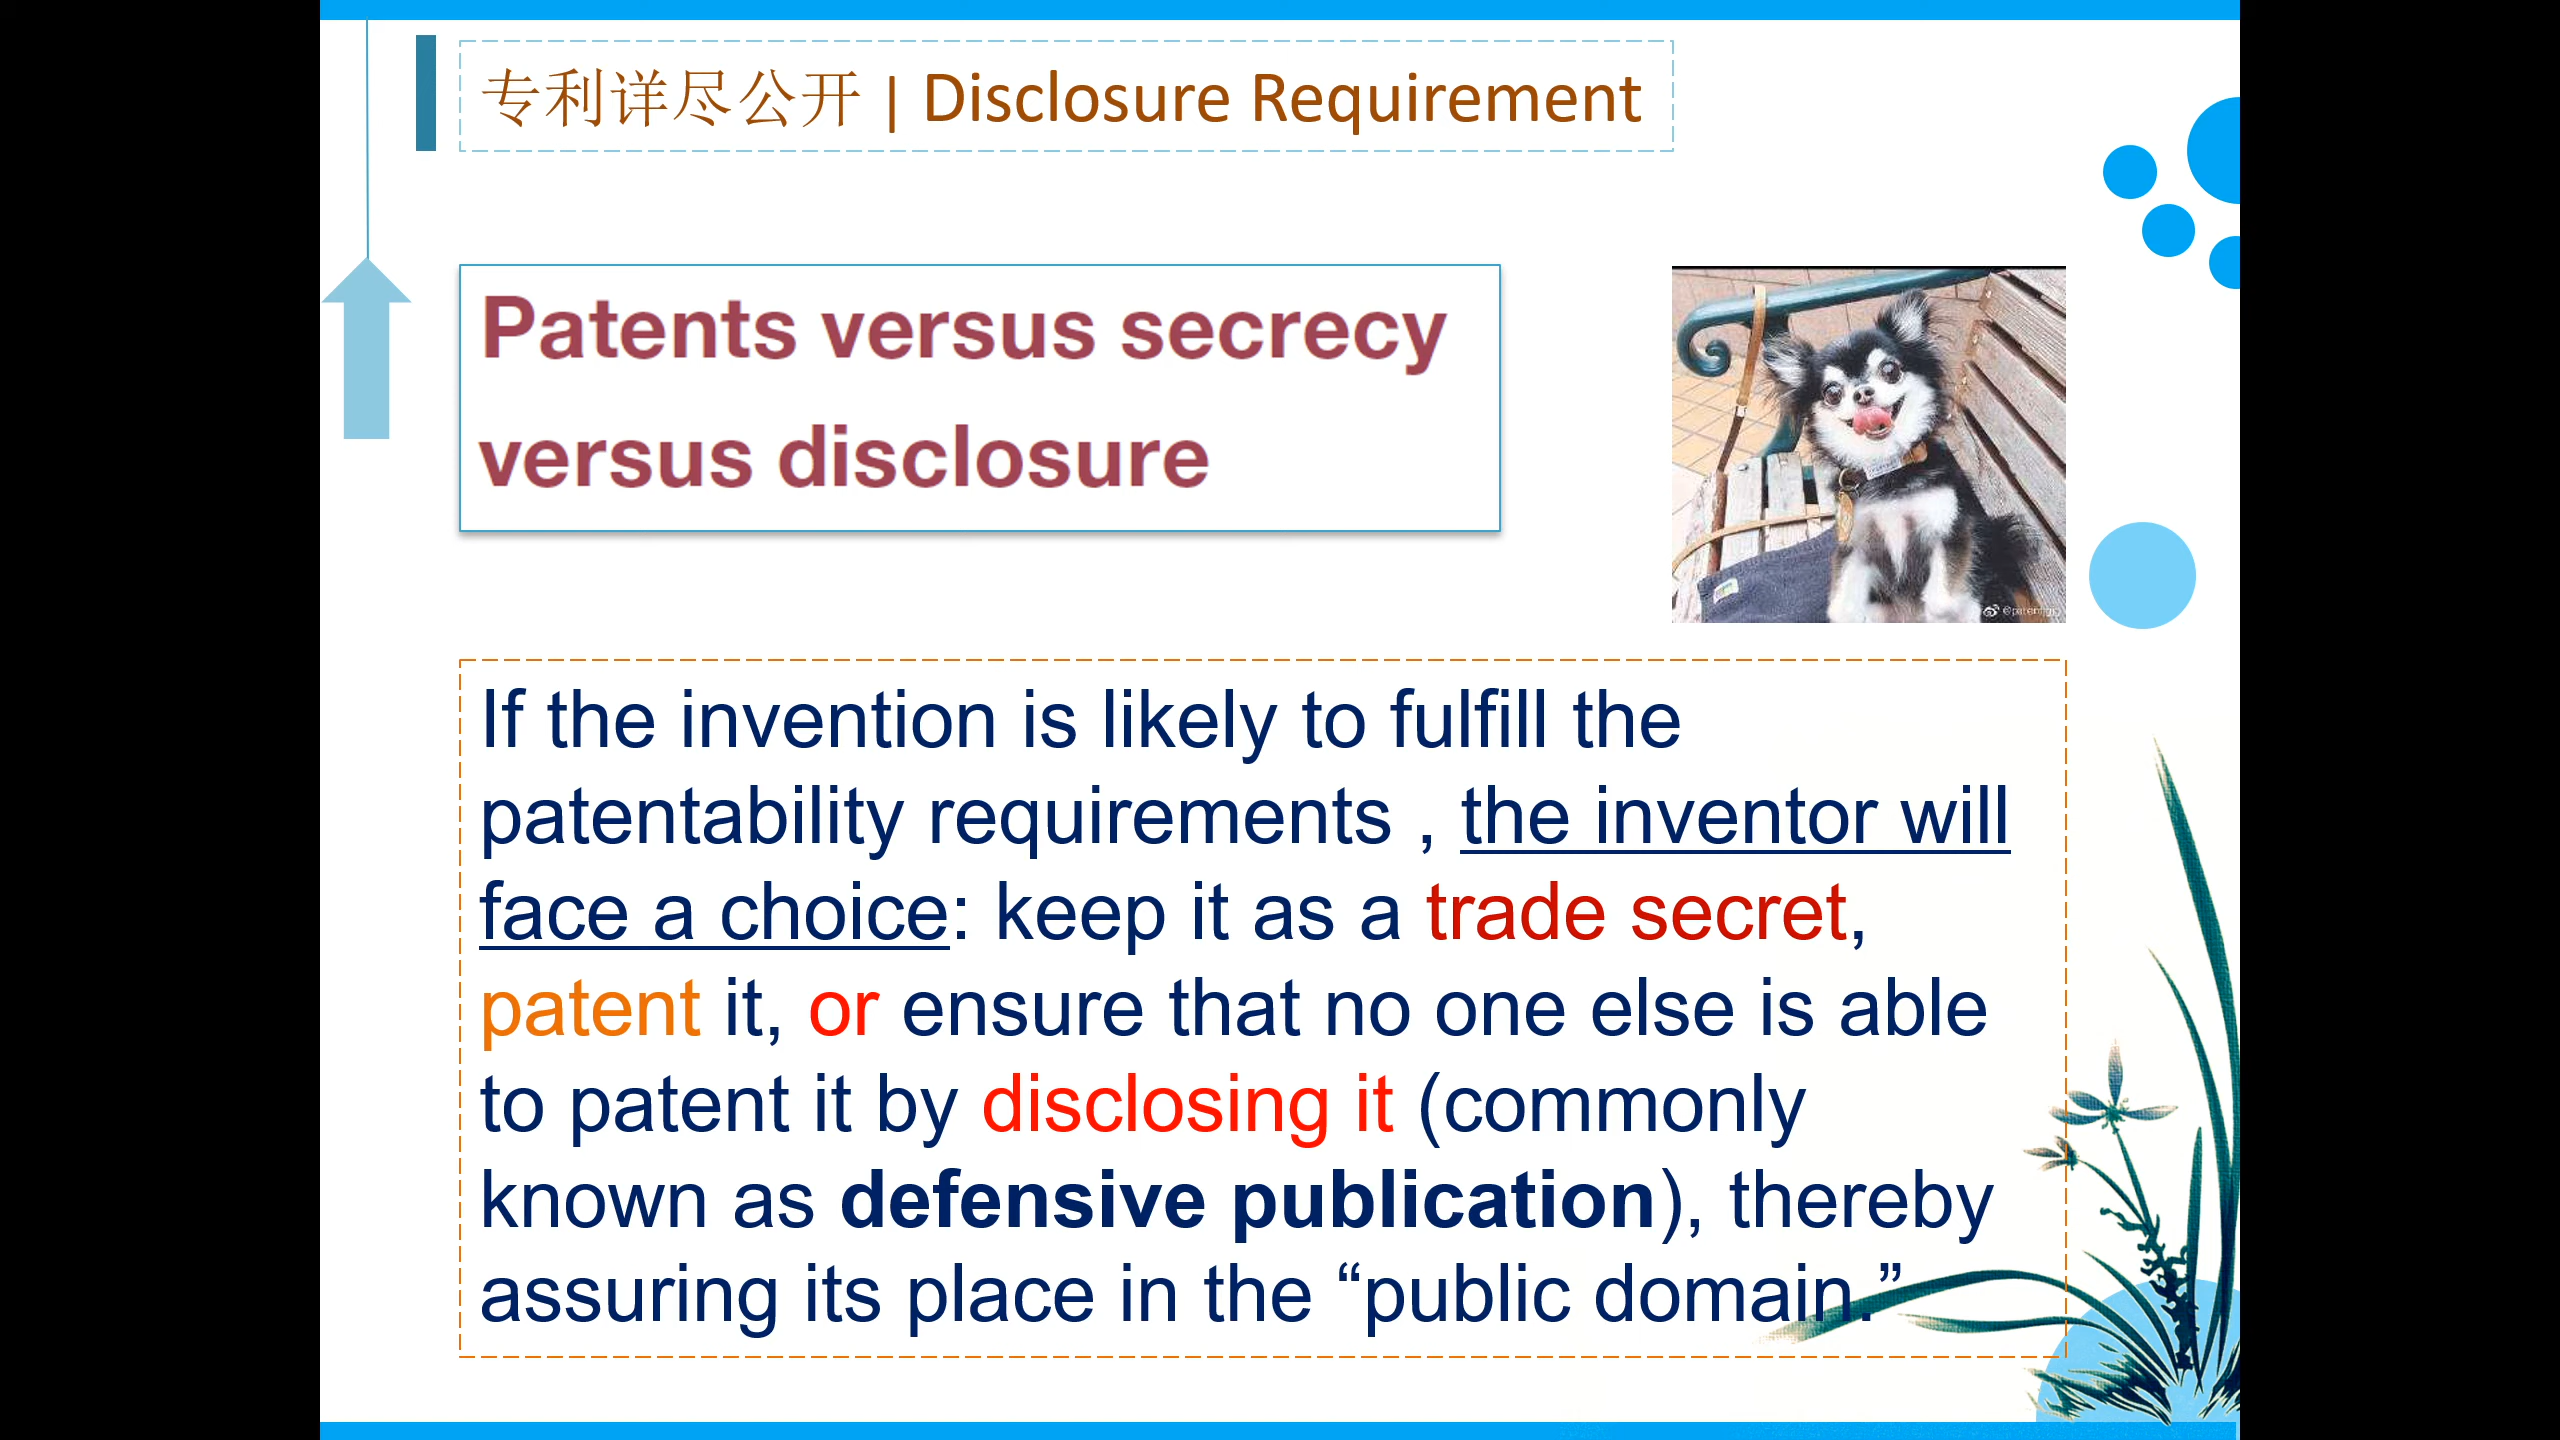 专利详尽公开 | Disclosure Requirement
Patents versus secrecy
versus disclosure
If the invention is likely to fulfill the
patentability requirements , the inventor will
face a choice: keep it as a trade secret,
patent it, or ensure that no one else is able
to patent it by disclosing it (commonly
known as defensive publication), thereby
assuring its place in the “public domain.”